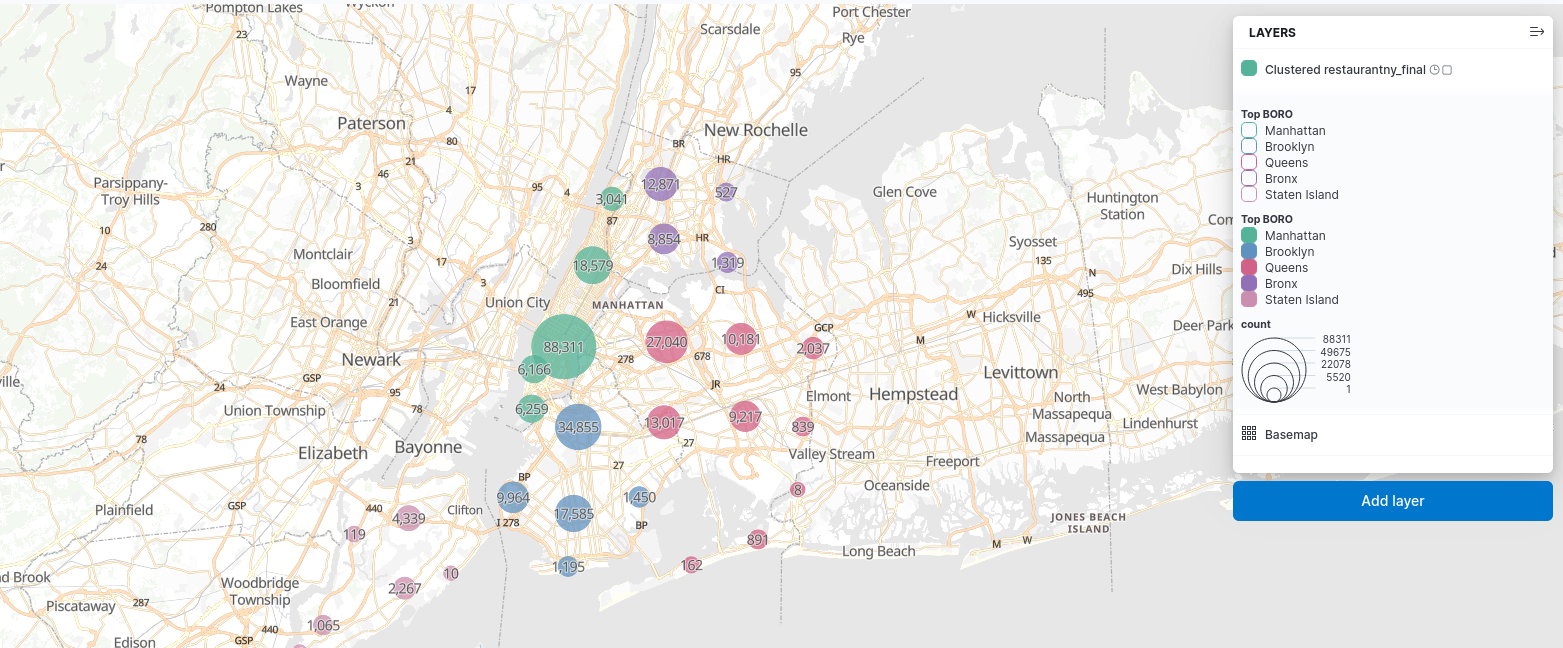 Pompton Lakes
Port Chester
Scarsdale
23
Rye
95
Wayne
17
4
Paterson
New Rochelle
80
BR
21
HR
46
Parsippany-
Troy Hills
3
95
4
12,871
527
Glen Cove
Huntington
Station
3,041
87
280
10
3
8,854
HR
Syosset
Montclair
17
18,579
1,319
135
Dix Hills
24
3
CI
N
Bloomfield
21
Union City
MANHATTAN
495
W
Hicksville
East Orange
GCP
Deer Park
88,311
27,040
10,181
M
2,037
Newark
278
678
6,166
Levittown
GSP
24
95
JR
Elmont
Hempstead
West Babylon
Union Township
78
6,259
North
Massapequa
34,855
13,017
9,217
839
Lindenhurst
78
Bayonne
27
Massapequa
Elizabeth
Valley Stream
27
Freeport
BP
Oceanside
8
9,964
1,450
GSP
440
Plainfield
Clifton
17,585
4,339
I 278
BP
JONES BEACH
ISLAND
119
891
M
W
Long Beach
1,195
162
10
d Brook
Woodbridge
Township
2,267
287
Piscataway
1,065
440
GSP
Edison
LAYERS
Clustered restaurantny_final
Top BORO
Manhattan
Brooklyn
Queens
Bronx
Staten Island
Top BORO
Manhattan
Brooklyn
Queens
Bronx
Staten Island
count
88311
49675
22078
5520
1
Basemap
Add layer